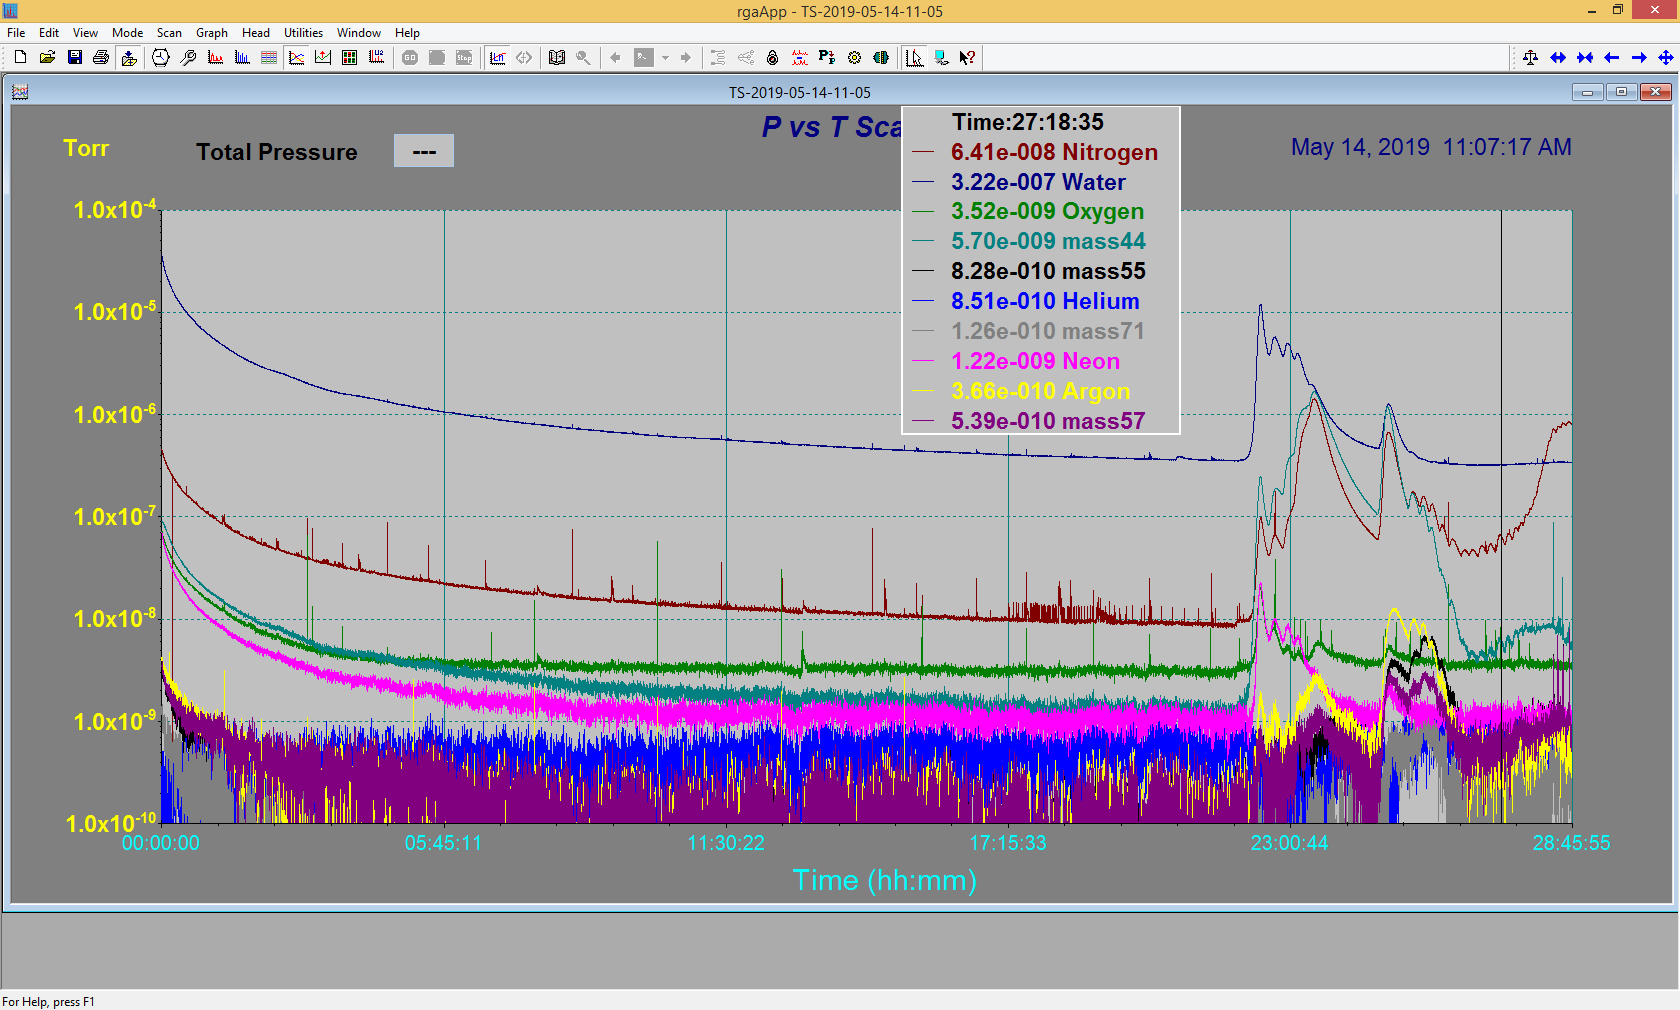 rgaApp - TS-2019-05-14-11-05
File Edit View Mode Scan Graph Head Utilities Window Help
TS-2019-05-14-11-05
Torr
Total Pressure ---
P vs T Sca
May 14, 2019 11:07:17 AM
Time:27:18:35
6.41e-008 Nitrogen
3.22e-007 Water
3.52e-009 Oxygen
5.70e-009 mass44
8.28e-010 mass55
8.51e-010 Helium
1.26e-010 mass71
1.22e-009 Neon
3.66e-010 Argon
5.39e-010 mass57
1.0x10-4
1.0x10-5
1.0x10-6
1.0x10-7
1.0x10-8
1.0x10-9
1.0x10-10
00:00:00 05:45:11 11:30:22 17:15:33 23:00:44 28:45:55
Time (hh:mm)
For Help, press F1